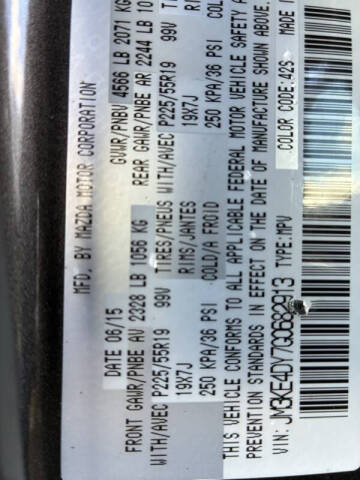 MFD. BY MAZDA MOTOR CORPORATION
DATE 06/15 GVWR/PNBV 4566 LB 2071 KG
FRONT GAWR/PNBE AV 2328 LB 1056 KG REAR GAWR/PNBE AR 2244 LB 10
WITH/AVEC P225/55R19 99V TIRES/PNEUS WITH/AVEC P225/55R19 99V
19X7J RIMS/JANTES 19X7J
250 KPA/36 PSI COLD/A FROID 250 KPA/36 PSI COL
THIS VEHICLE CONFORMS TO ALL APPLICABLE FEDERAL MOTOR VEHICLE SAFETY A
PREVENTION STANDARDS IN EFFECT ON THE DATE OF MANUFACTURE SHOWN ABOVE.
VIN: TYPE:MPV COLOR CODE:42S MADE I